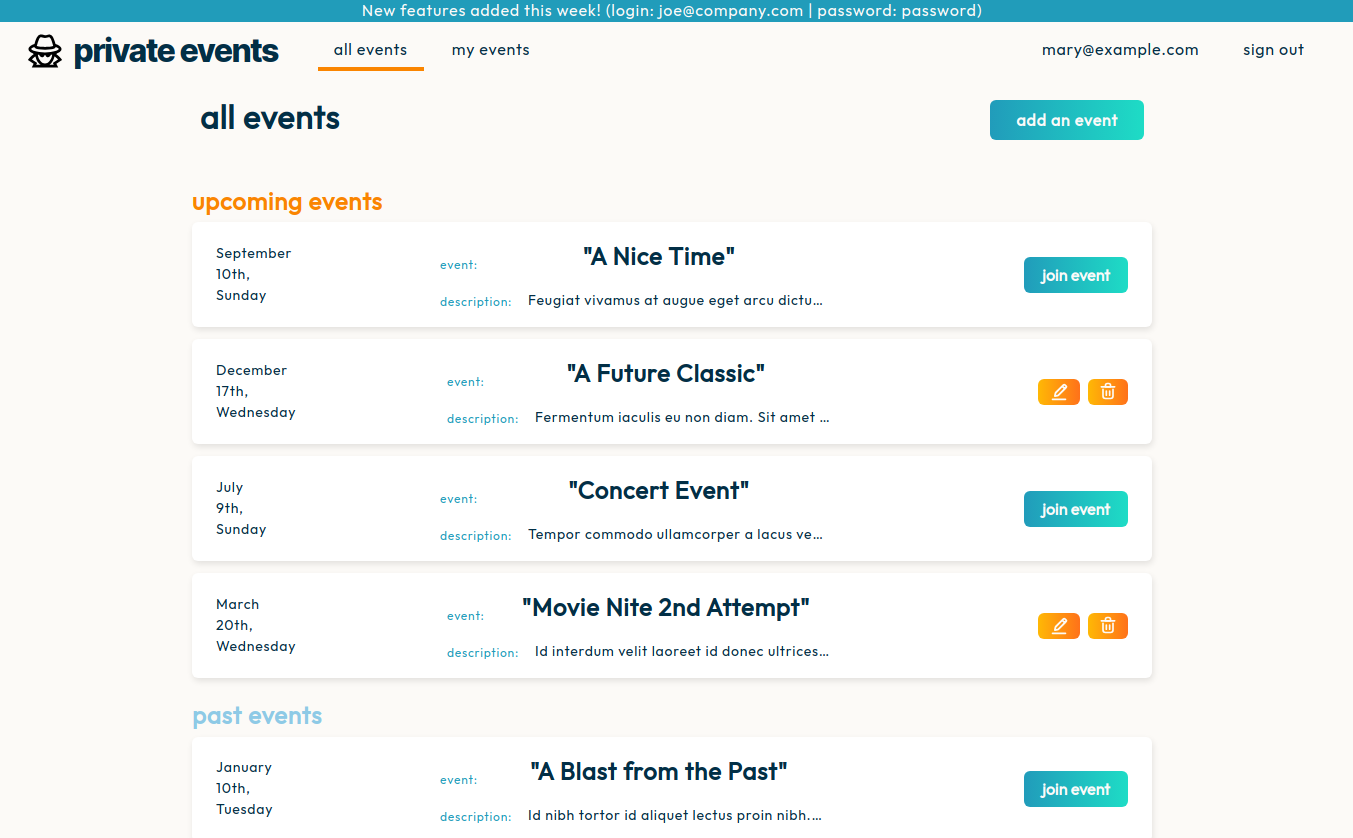 New features added this week! (login: joe@company.com | password: password)
private events
all events
my events
mary@example.com
sign out
all events
add an event
upcoming events
September
10th,
Sunday
event:
"A Nice Time"
description:
Feugiat vivamus at augue eget arcu dictu…
join event
December
17th,
Wednesday
event:
"A Future Classic"
description:
Fermentum iaculis eu non diam. Sit amet …
July
9th,
Sunday
event:
"Concert Event"
description:
Tempor commodo ullamcorper a lacus ve…
join event
March
20th,
Wednesday
event:
"Movie Nite 2nd Attempt"
description:
Id interdum velit laoreet id donec ultrices…
past events
January
10th,
Tuesday
event:
"A Blast from the Past"
description:
Id nibh tortor id aliquet lectus proin nibh.…
join event